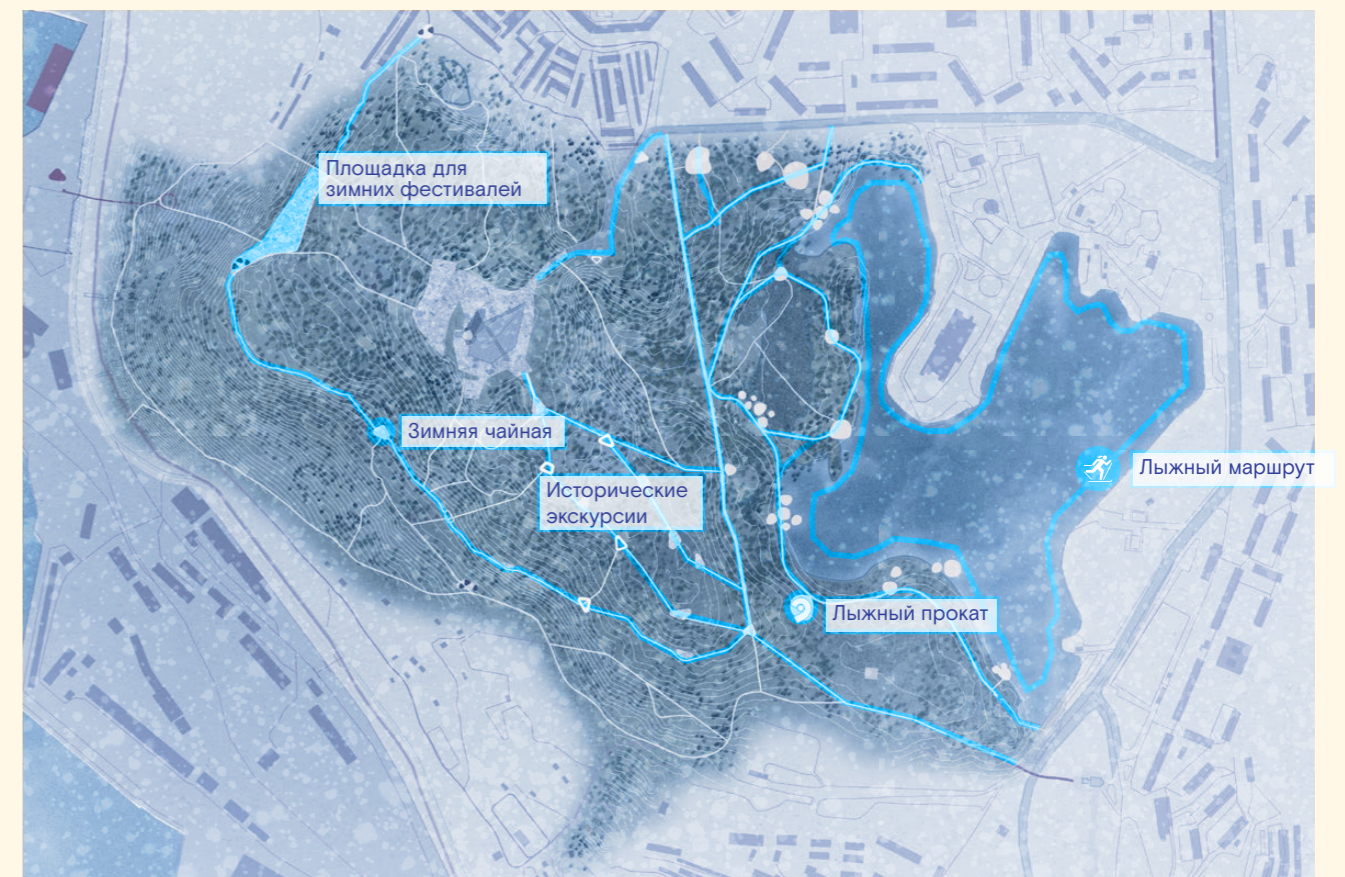 Площадка для
зимних фестивалей
Зимняя чайная
Исторические
экскурсии
Лыжный маршрут
Лыжный прокат